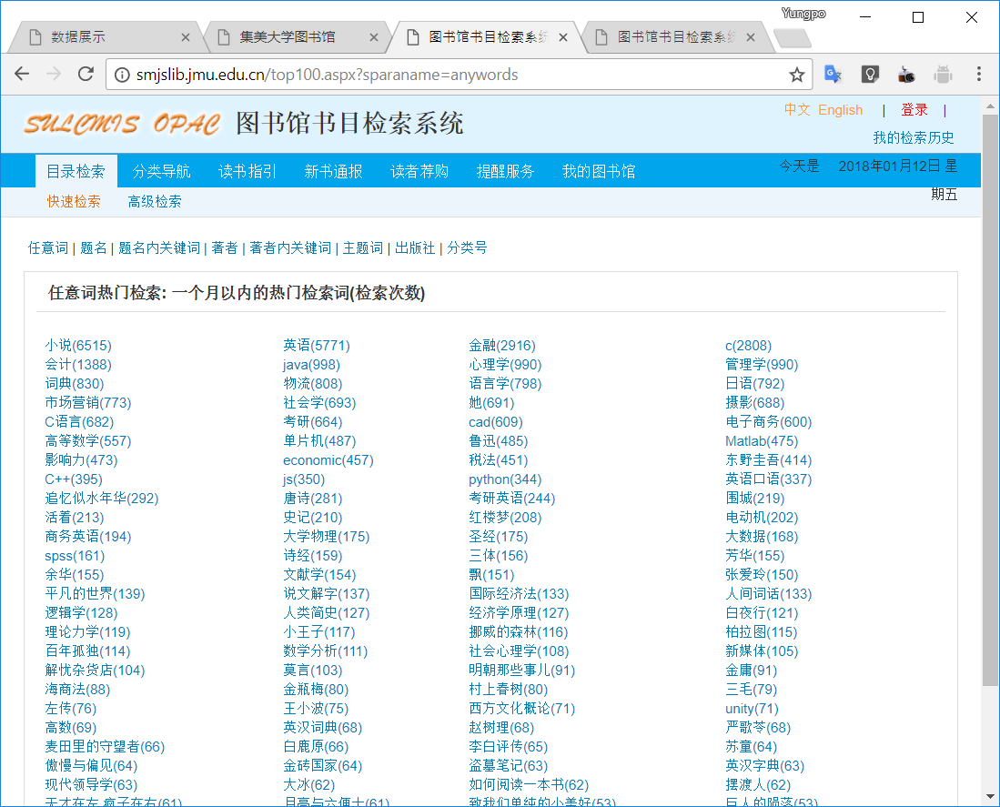 Yungpo
数据展示
集美大学图书馆
图书馆书目检索系统
图书馆书目检索系统
smjslib.jmu.edu.cn/top100.aspx?sparaname=anywords
SULCMIS OPAC 图书馆书目检索系统
中文 English | 登录 |
我的检索历史
目录检索 分类导航 读书指引 新书通报 读者荐购 提醒服务 我的图书馆
今天是 2018年01月12日 星
期五
快速检索 高级检索
任意词 | 题名 | 题名内关键词 | 著者 | 著者内关键词 | 主题词 | 出版社 | 分类号
任意词热门检索: 一个月以内的热门检索词(检索次数)
小说(6515) 英语(5771) 金融(2916) c(2808)
会计(1388) java(998) 心理学(990) 管理学(990)
词典(830) 物流(808) 语言学(798) 日语(792)
市场营销(773) 社会学(693) 她(691) 摄影(688)
C语言(682) 考研(664) cad(609) 电子商务(600)
高等数学(557) 单片机(487) 鲁迅(485) Matlab(475)
影响力(473) economic(457) 税法(451) 东野圭吾(414)
C++(395) js(350) python(344) 英语口语(337)
追忆似水年华(292) 唐诗(281) 考研英语(244) 围城(219)
活着(213) 史记(210) 红楼梦(208) 电动机(202)
商务英语(194) 大学物理(175) 圣经(175) 大数据(168)
spss(161) 诗经(159) 三体(156) 芳华(155)
余华(155) 文献学(154) 飘(151) 张爱玲(150)
平凡的世界(139) 说文解字(137) 国际经济法(133) 人间词话(133)
逻辑学(128) 人类简史(127) 经济学原理(127) 白夜行(121)
理论力学(119) 小王子(117) 挪威的森林(116) 柏拉图(115)
百年孤独(114) 数学分析(111) 社会心理学(108) 新媒体(105)
解忧杂货店(104) 莫言(103) 明朝那些事儿(91) 金庸(91)
海商法(88) 金瓶梅(80) 村上春树(80) 三毛(79)
左传(76) 王小波(75) 西方文化概论(71) unity(71)
高数(69) 英汉词典(68) 赵树理(68) 严歌苓(68)
麦田里的守望者(66) 白鹿原(66) 李白评传(65) 苏童(64)
傲慢与偏见(64) 金砖国家(64) 盗墓笔记(63) 英汉字典(63)
现代领导学(63) 大冰(62) 如何阅读一本书(62) 摆渡人(62)
天才在左 疯子在右(61) 月亮与六便士(61) 致我们单纯的小美好(53) 巨人的陨落(53)